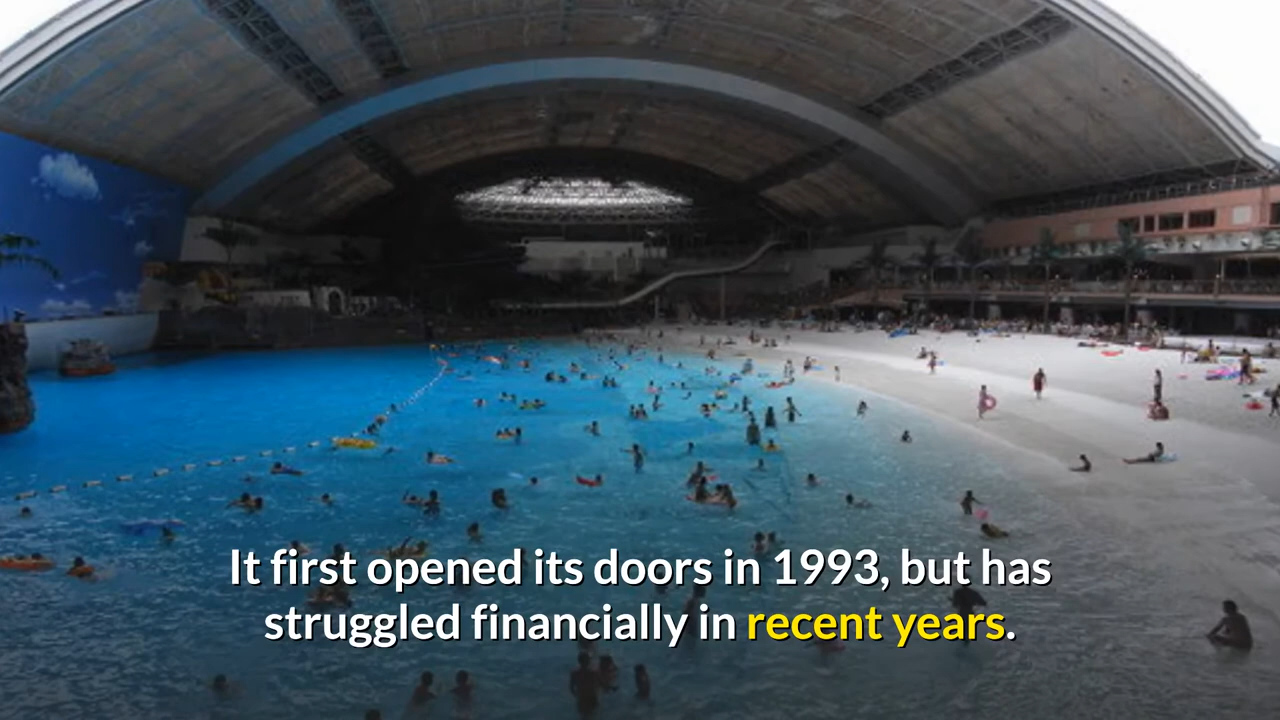 It first opened its doors in 1993, but has
struggled financially in recent years.